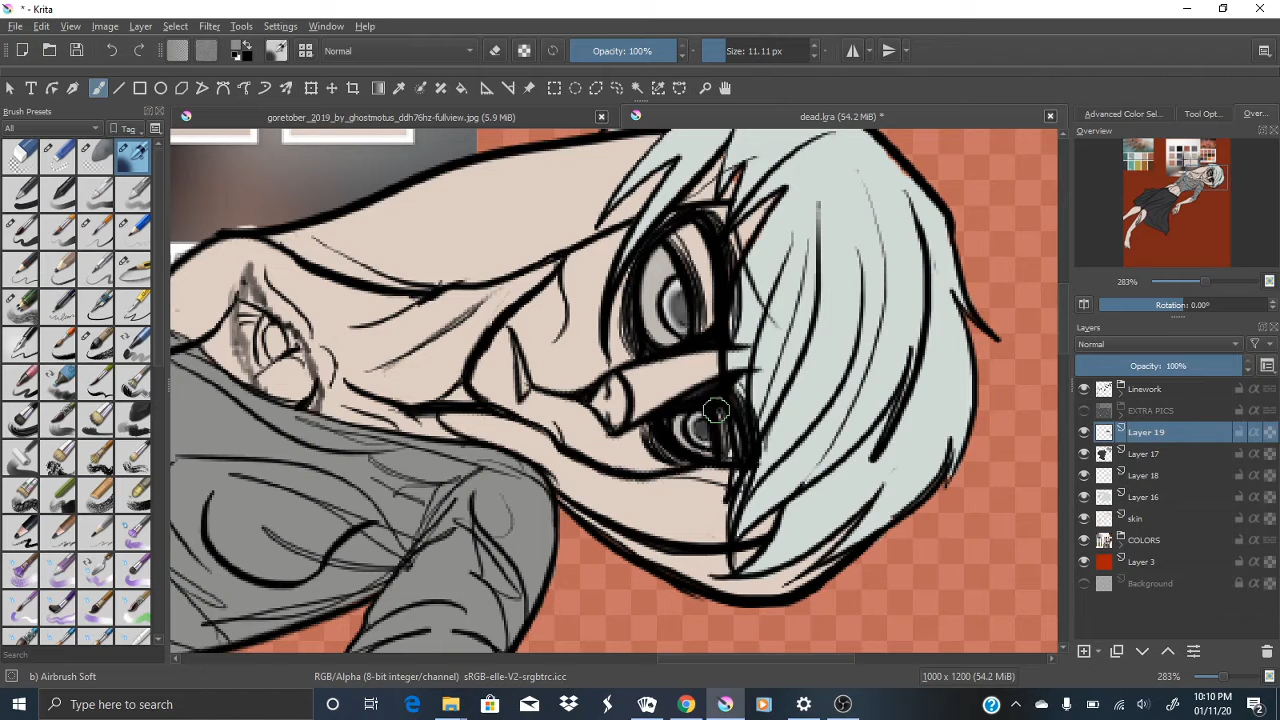 * - Krita
File Edit View Image Layer Select Filter Tools Settings Window Help
Normal Opacity: 100% Size: 11.11 px
Brush Presets
goretober_2019_by_ghostmotus_ddh76hz-fullview.jpg (5.9 MiB)
dead.kra (54.2 MiB) *
Advanced Color Sel... Tool Opt... Over...
All Tag
Overview
283%
Rotation: 0.00°
Layers
Normal
Opacity: 100%
Linework
EXTRA PICS
Layer 19
Layer 17
Layer 18
Layer 16
skin
COLORS
Layer 3
Background
Search
b) Airbrush Soft RGB/Alpha (8-bit integer/channel) sRGB-elle-V2-srgbtrc.icc 1000 x 1200 (54.2 MiB) 283%
Type here to search
10:10 PM
01/11/20
2